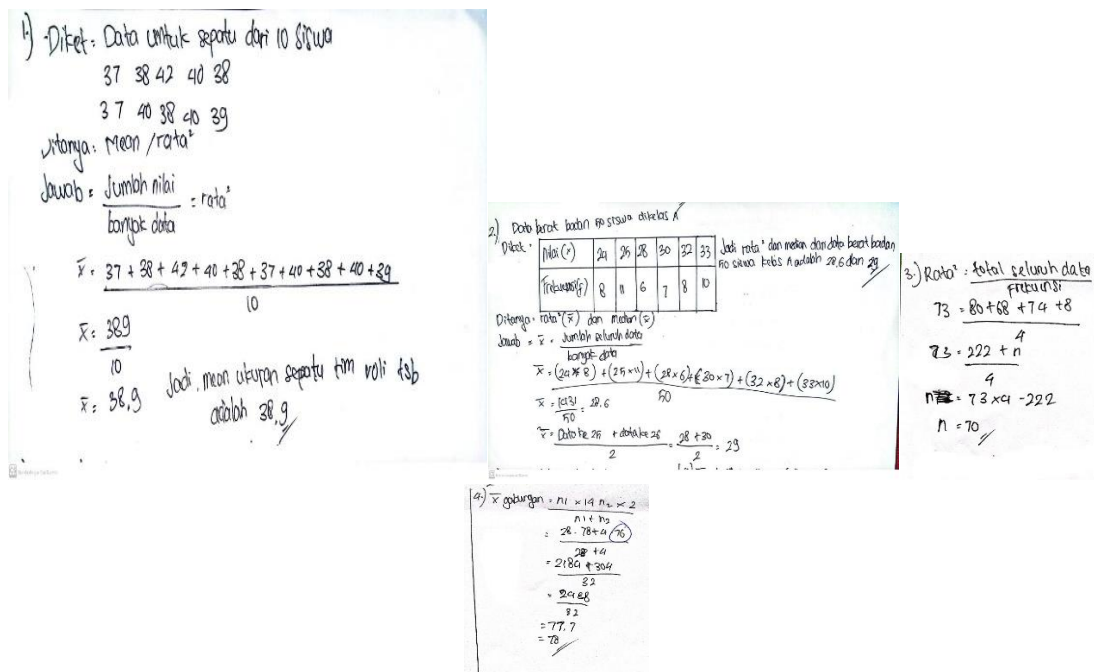 1.) Diket: Data untuk sepatu dari 10 siswa
37 38 42 40 38
37 40 38 40 39
Ditanya: Mean /rata²
Jawab = Jumlah nilai / banyak data = rata²
x̄ = 37 + 38 + 42 + 40 + 38 + 37 + 40 + 38 + 40 + 39 / 10
x̄ = 389 / 10
x̄ = 38,9
Jadi, mean ukuran sepatu tim voli tsb
adalah 38,9
2.) Data berat badan 50 siswa dikelas A
Diket:
Nilai (x) 24 25 28 30 32 33
Frekuensi(f) 8 11 6 7 8 10
Jadi rata² dan median dari data berat badan
50 siswa kelas A adalah 28,6 dan 29
Ditanya: rata² (x̄) dan median (x̃)
Jawab = x̄ = Jumlah seluruh data / banyak data
x̄ = (24×8) + (25×11) + (28×6) + (30×7) + (32×8) + (33×10) / 50
x̄ = 1431 / 50 = 28.6
x̃ = Data ke 25 + data ke 26 / 2 = 28 + 30 / 2 = 29
3.) Rata² = total seluruh data / Frekuensi
73 = 80+68+74+8 / 4
73 = 222 + n / 4
n = 73 x 4 - 222
n = 70
4.) x̄ gabungan = n1 x 14 n2 x 2 / n1 + n2
= 28.78+4 (76) / 28 + 4
= 2184 + 304 / 32
= 2488 / 32
= 77.7
= 78